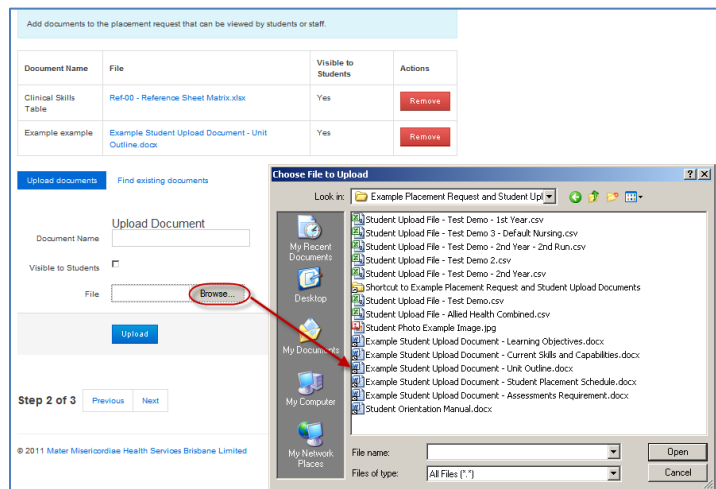 Add documents to the placement request that can be viewed by students or staff.
Document Name File Visible to Students Actions
Clinical Skills Table Ref-00 - Reference Sheet Matrix.xlsx Yes Remove
Example example Example Student Upload Document - Unit Outline.docx Yes Remove
Upload documents Find existing documents
Upload Document
Document Name
Visible to Students
File Browse...
Upload
Step 2 of 3 Previous Next
© 2011 Mater Misericordiae Health Services Brisbane Limited
Choose File to Upload
Look in: Example Placement Request and Student Upl
My Recent Documents
Desktop
My Documents
My Computer
My Network Places
Student Upload File - Test Demo - 1st Year.csv
Student Upload File - Test Demo 3 - Default Nursing.csv
Student Upload File - Test Demo - 2nd Year - 2nd Run.csv
Student Upload File - Test Demo 2.csv
Student Upload File - Test Demo - 2nd Year.csv
Shortcut to Example Placement Request and Student Upload Documents
Student Upload File - Test Demo.csv
Student Upload File - Allied Health Combined.csv
Student Photo Example Image.jpg
Example Student Upload Document - Learning Objectives.docx
Example Student Upload Document - Current Skills and Capabilities.docx
Example Student Upload Document - Unit Outline.docx
Example Student Upload Document - Student Placement Schedule.docx
Example Student Upload Document - Assessments Requirement.docx
Student Orientation Manual.docx
File name: Open
Files of type: All Files (*.*) Cancel